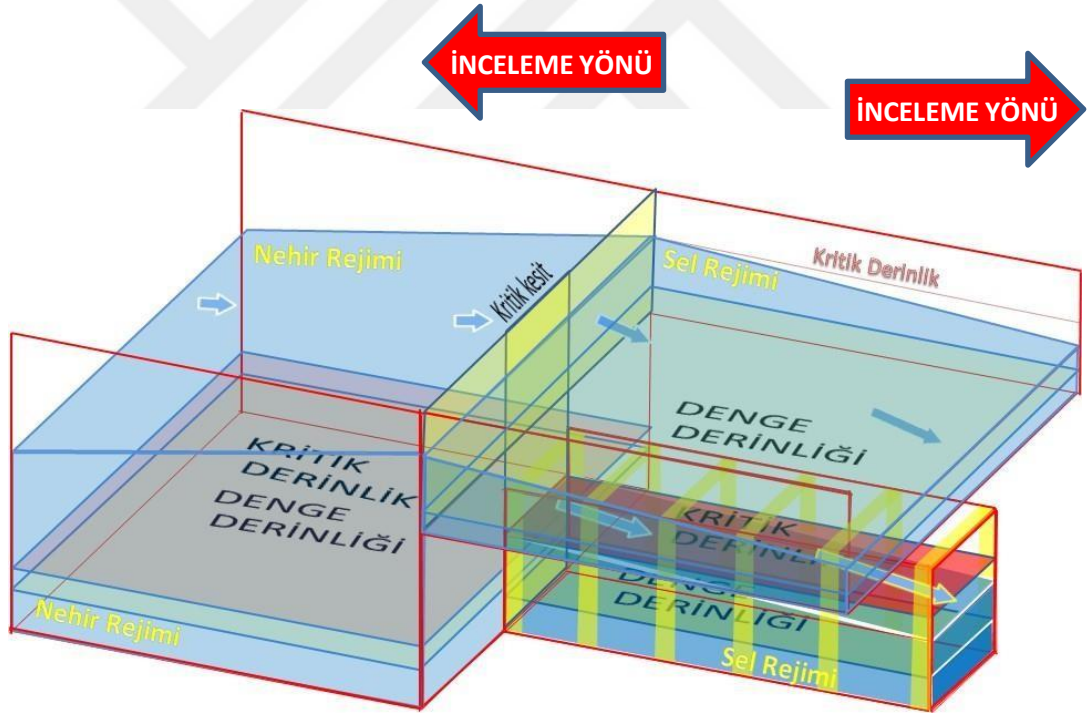 İNCELEME YÖNÜ
İNCELEME YÖNÜ
Nehir Rejimi
Kritik kesit
Sel Rejimi
Kritik Derinlik
DENGE
DERİNLİĞİ
KRİTİK
DERİNLİK
DENGE
DERİNLİĞİ
KRİTİK
DERİNLİ
DENGE
DERİNLİĞİ
Nehir Rejimi
Sel Rejimi